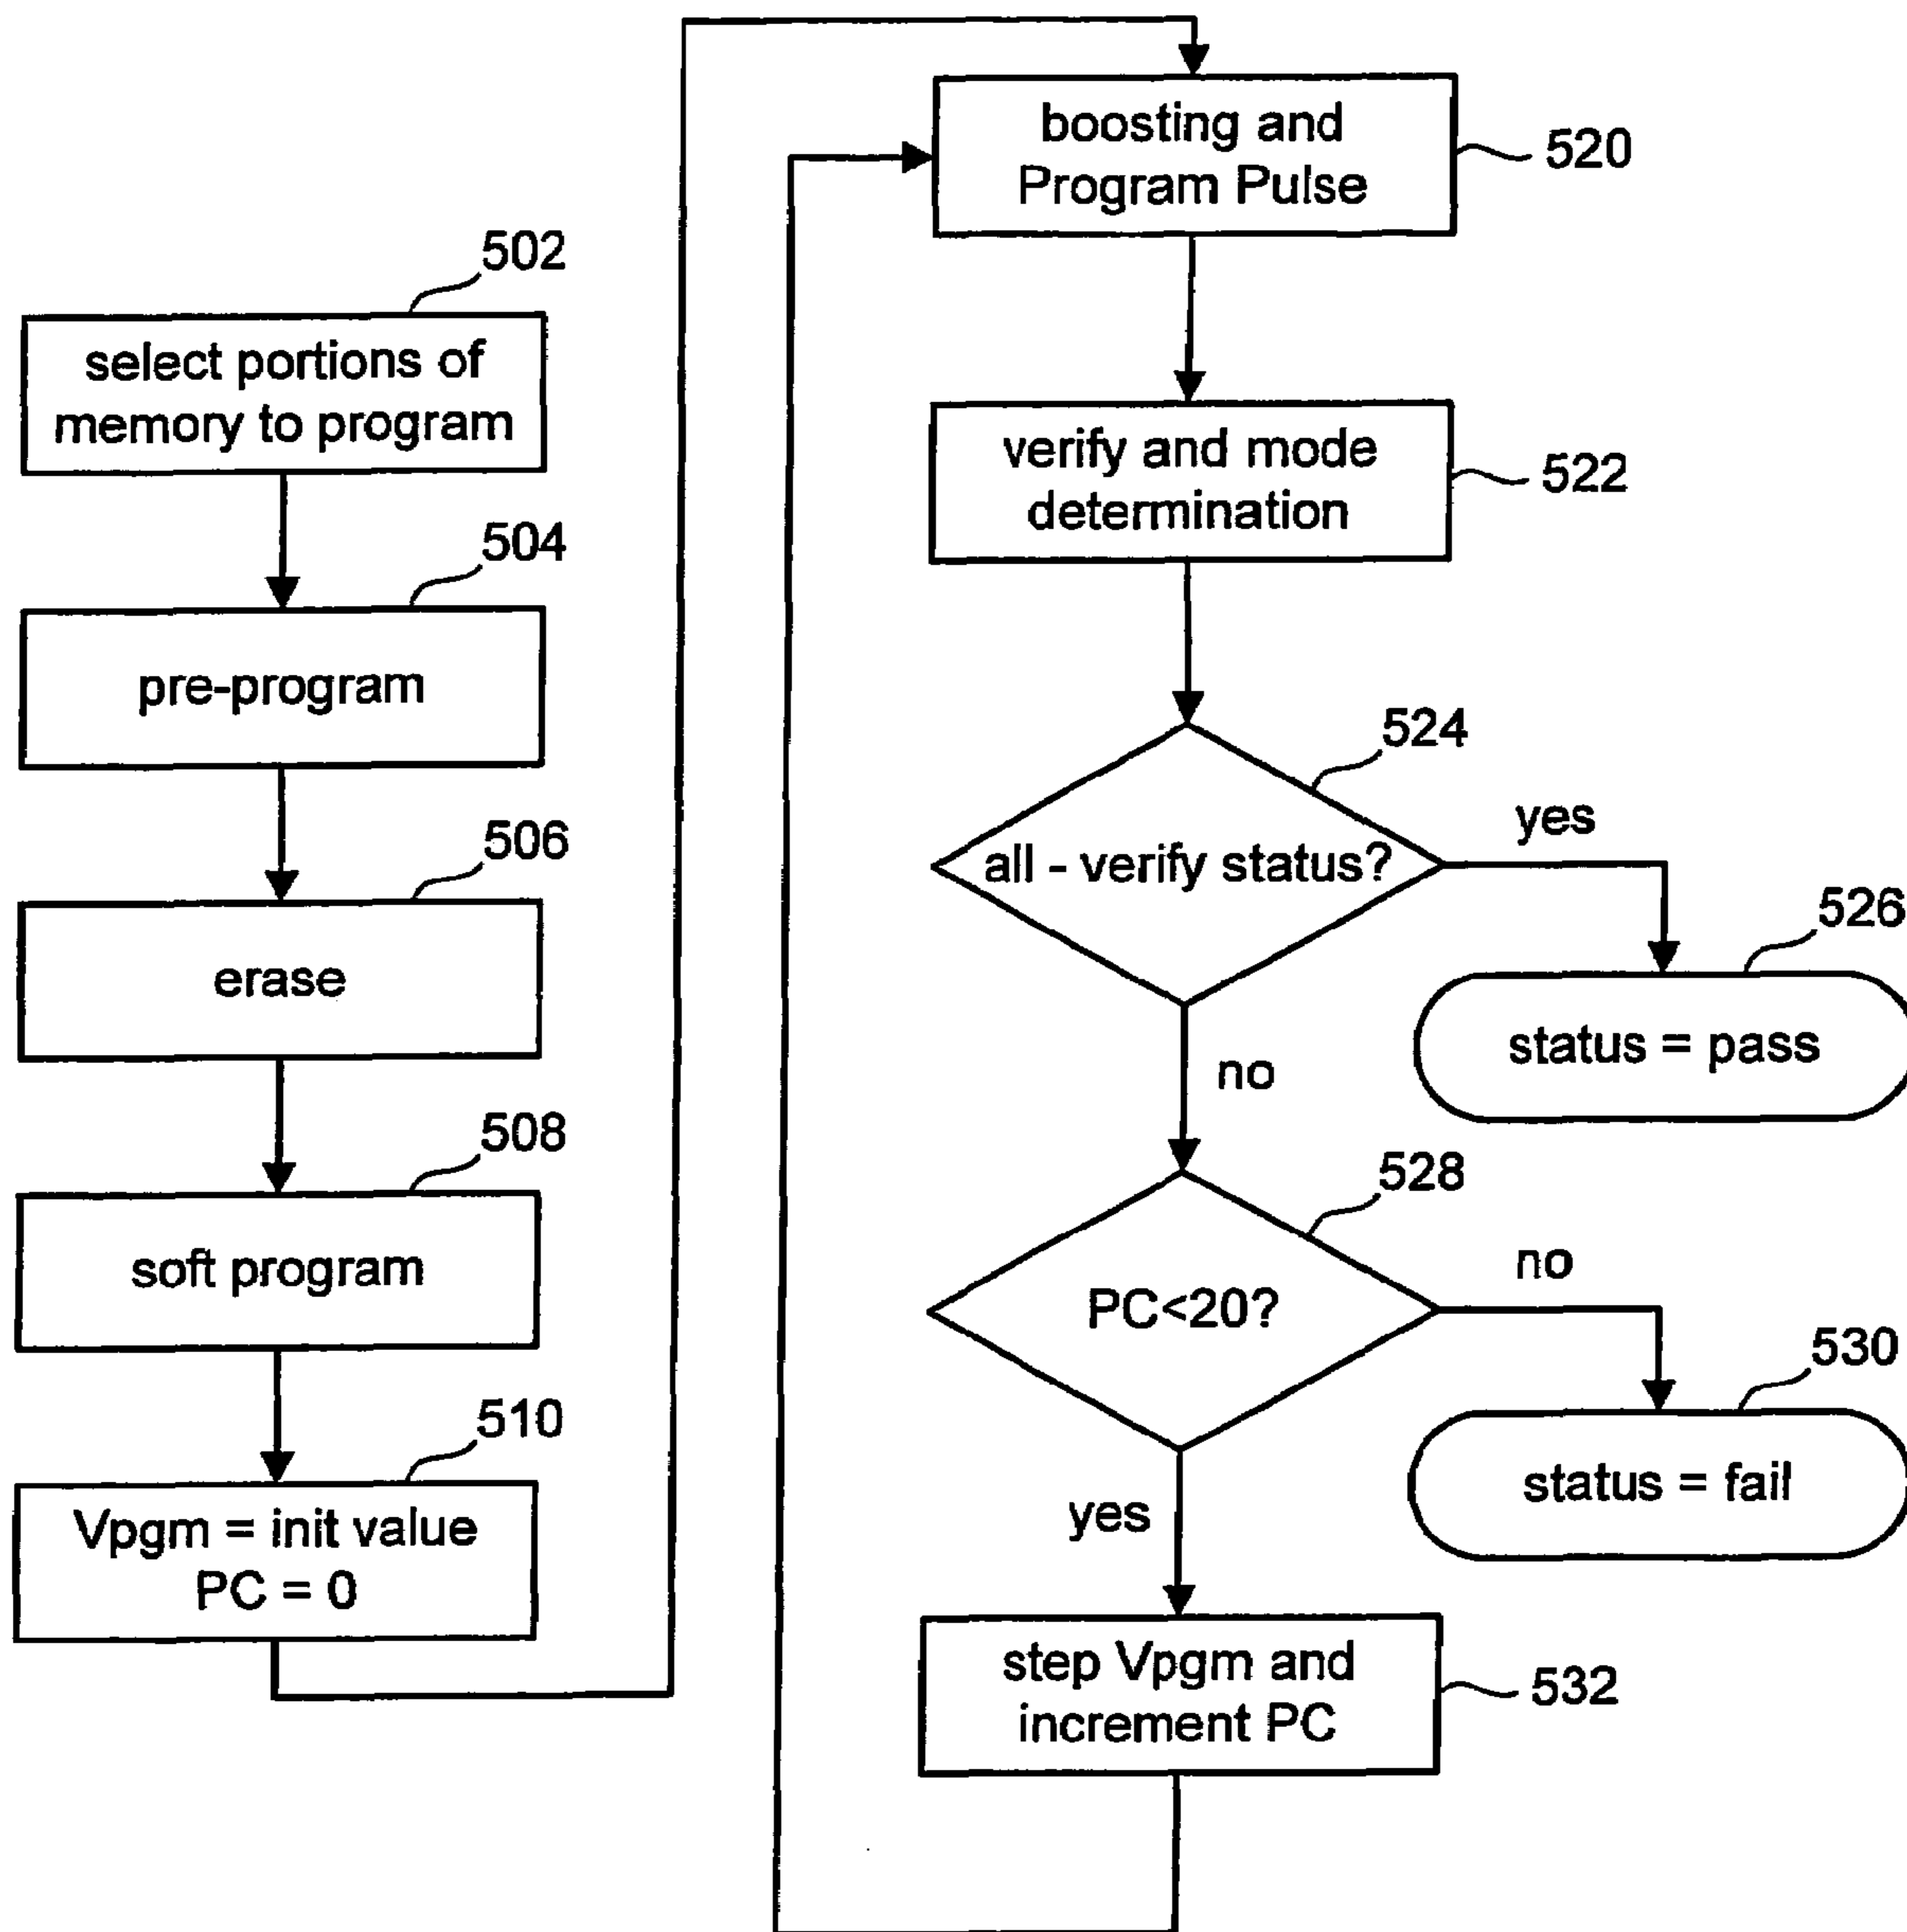 502
select portions of
memory to program
504
pre-program
506
erase
508
soft program
510
Vpgm = init value
PC = 0
boosting and
Program Pulse
520
verify and mode
determination
522
524
all - verify status?
yes
526
status = pass
no
528
PC<20?
no
530
status = fail
yes
step Vpgm and
increment PC
532